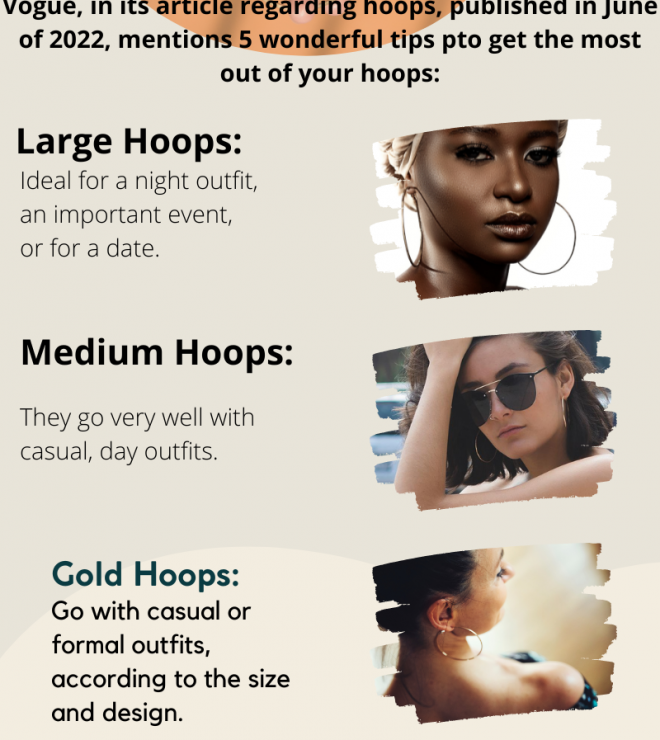 Vogue, in its article regarding hoops, published in June
of 2022, mentions 5 wonderful tips pto get the most
out of your hoops:
Large Hoops:
Ideal for a night outfit,
an important event,
or for a date.
Medium Hoops:
They go very well with
casual, day outfits.
Gold Hoops:
Go with casual or
formal outfits,
according to the size
and design.